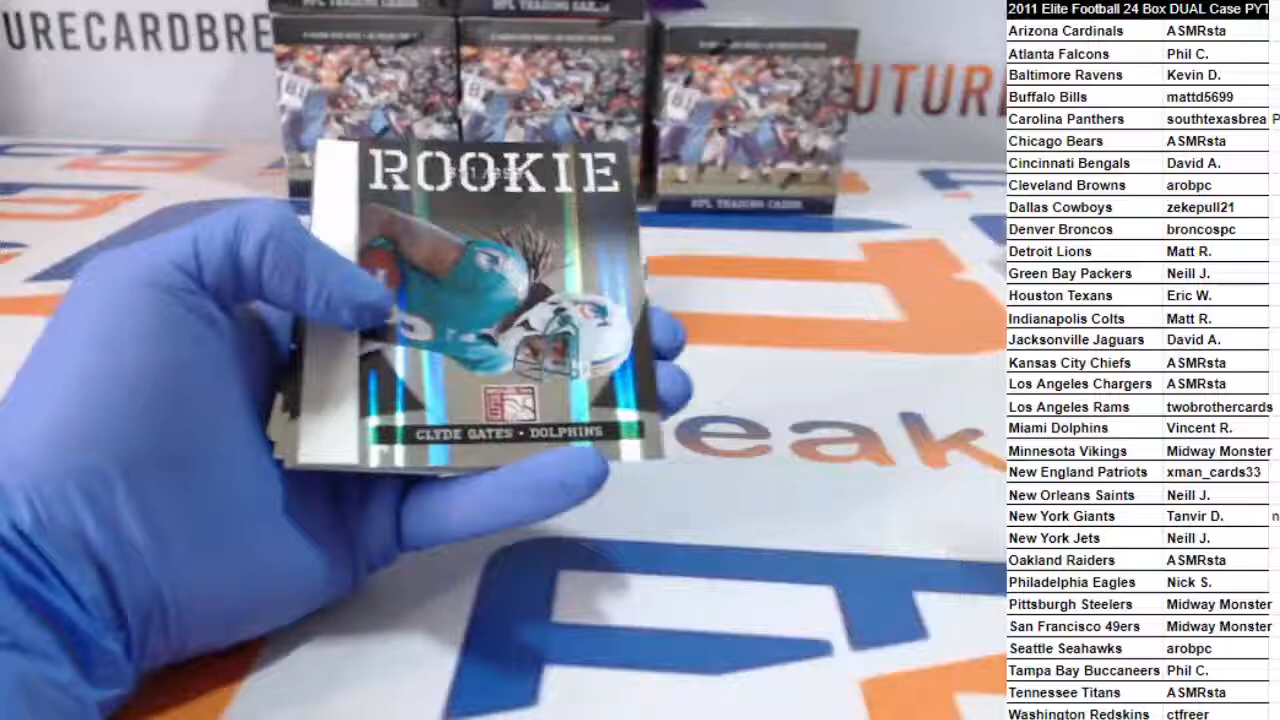 URECARDBRE
UTURE
NFL TRADING CARDS
ROOKIE
CLYDE GATES • DOLPHINS
eak
2011 Elite Football 24 Box DUAL Case PYT
Arizona Cardinals ASMRsta
Atlanta Falcons Phil C.
Baltimore Ravens Kevin D.
Buffalo Bills mattd5699
Carolina Panthers southtexasbrea P
Chicago Bears ASMRsta
Cincinnati Bengals David A.
Cleveland Browns arobpc
Dallas Cowboys zekepull21
Denver Broncos broncospc
Detroit Lions Matt R.
Green Bay Packers Neill J.
Houston Texans Eric W.
Indianapolis Colts Matt R.
Jacksonville Jaguars David A.
Kansas City Chiefs ASMRsta
Los Angeles Chargers ASMRsta
Los Angeles Rams twobrothercards
Miami Dolphins Vincent R.
Minnesota Vikings Midway Monster
New England Patriots xman_cards33
New Orleans Saints Neill J.
New York Giants Tanvir D. n
New York Jets Neill J.
Oakland Raiders ASMRsta
Philadelphia Eagles Nick S.
Pittsburgh Steelers Midway Monster
San Francisco 49ers Midway Monster
Seattle Seahawks arobpc
Tampa Bay Buccaneers Phil C.
Tennessee Titans ASMRsta
Washington Redskins ctfreer